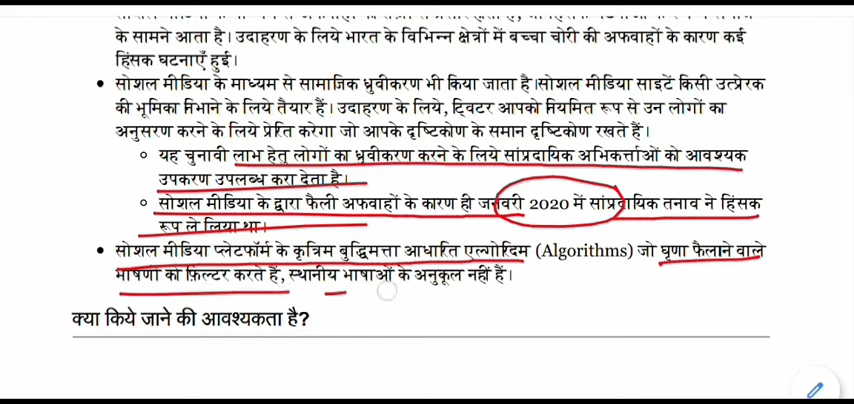 के सामने आता है। उदाहरण के लिये भारत के विभिन्न क्षेत्रों में बच्चा चोरी की अफवाहों के कारण कई
हिंसक घटनाएँ हुईं।
• सोशल मीडिया के माध्यम से सामाजिक ध्रुवीकरण भी किया जाता है।सोशल मीडिया साइटें किसी उत्प्रेरक
की भूमिका निभाने के लिये तैयार हैं। उदाहरण के लिये, ट्विटर आपको नियमित रूप से उन लोगों का
अनुसरण करने के लिये प्रेरित करेगा जो आपके दृष्टिकोण के समान दृष्टिकोण रखते हैं।
○ यह चुनावी लाभ हेतु लोगों का ध्रुवीकरण करने के लिये सांप्रदायिक अभिकर्त्ताओं को आवश्यक
उपकरण उपलब्ध करा देता है।
○ सोशल मीडिया के द्वारा फैली अफवाहों के कारण ही जनवरी 2020 में सांप्रदायिक तनाव ने हिंसक
रूप ले लिया था।
• सोशल मीडिया प्लेटफॉर्म के कृत्रिम बुद्धिमत्ता आधारित एल्गोरिदम (Algorithms) जो घृणा फैलाने वाले
भाषणों को फ़िल्टर करते हैं, स्थानीय भाषाओं के अनुकूल नहीं हैं।
क्या किये जाने की आवश्यकता है?